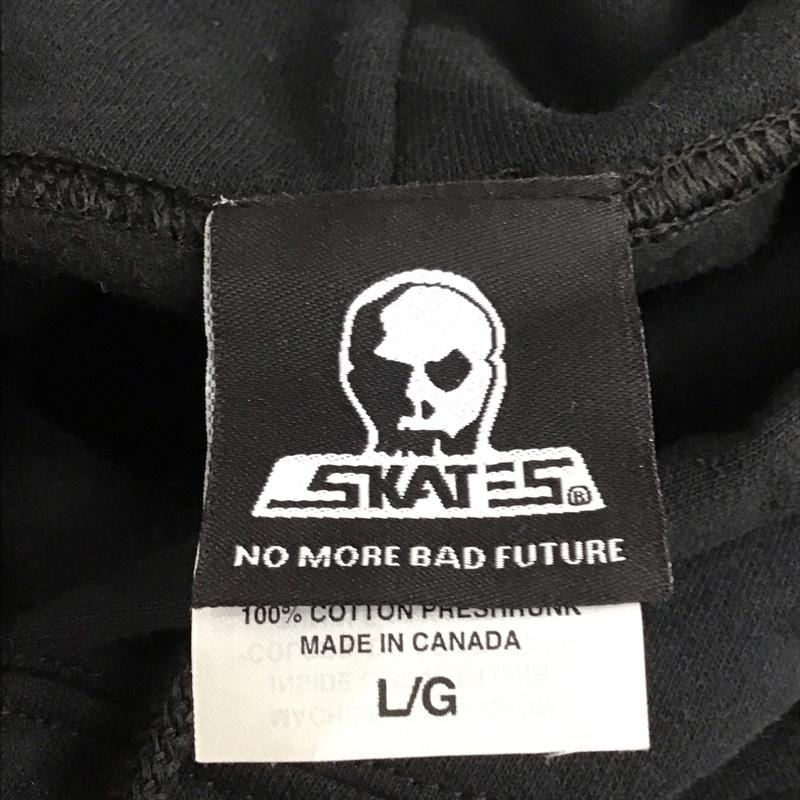 SKATES®
NO MORE BAD FUTURE
100% COTTON PRESHRUNK
MADE IN CANADA
L/G